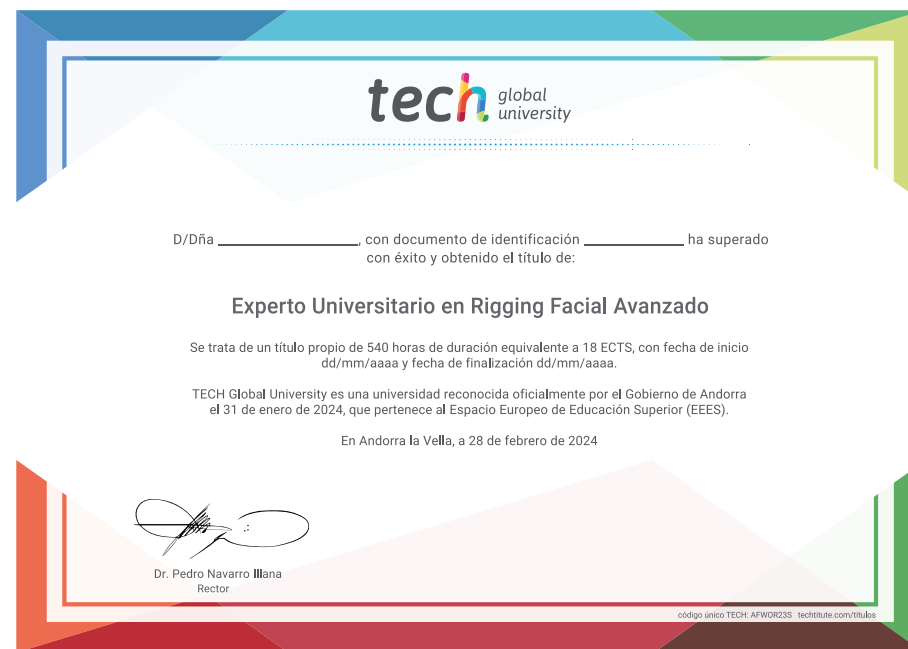 tech global university
D/Dña ____________, con documento de identificación ____________ ha superado
con éxito y obtenido el título de:
Experto Universitario en Rigging Facial Avanzado
Se trata de un título propio de 540 horas de duración equivalente a 18 ECTS, con fecha de inicio
dd/mm/aaaa y fecha de finalización dd/mm/aaaa.
TECH Global University es una universidad reconocida oficialmente por el Gobierno de Andorra
el 31 de enero de 2024, que pertenece al Espacio Europeo de Educación Superior (EEES).
En Andorra la Vella, a 28 de febrero de 2024
Dr. Pedro Navarro Illana
Rector
código único TECH: AFWOR23S techtitute.com/titulos